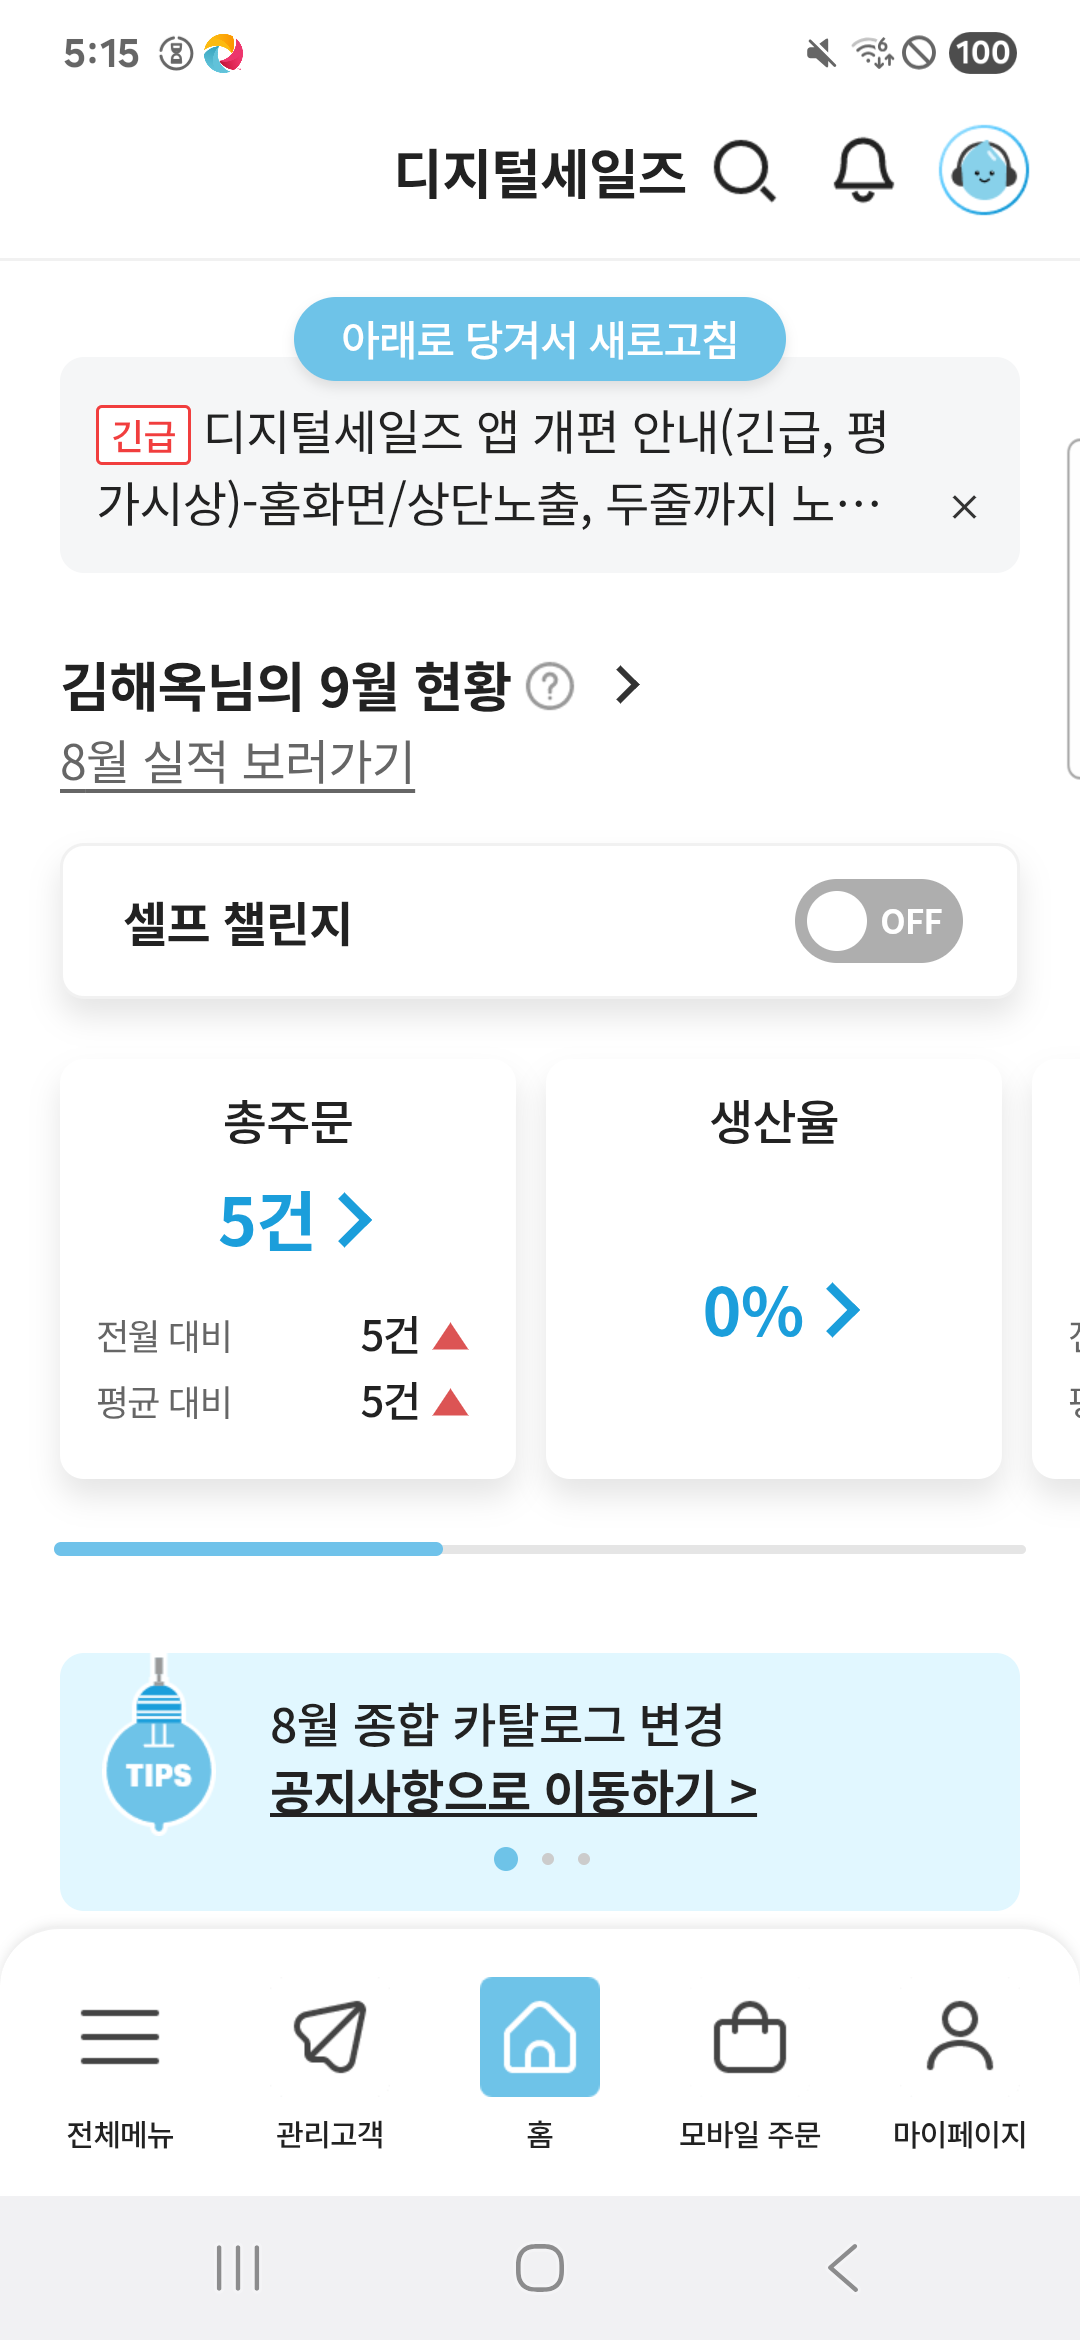 5:15
6
100
디지털세일즈
아래로 당겨서 새로고침
긴급 디지털세일즈 앱 개편 안내(긴급, 평
가시상)-홈화면/상단노출, 두줄까지 노…
김해옥님의 9월 현황 ?
8월 실적 보러가기
셀프 챌린지
OFF
총주문
5건
전월 대비 5건
평균 대비 5건
생산율
0%
TIPS
8월 종합 카탈로그 변경
공지사항으로 이동하기 >
전체메뉴
관리고객
홈
모바일 주문
마이페이지